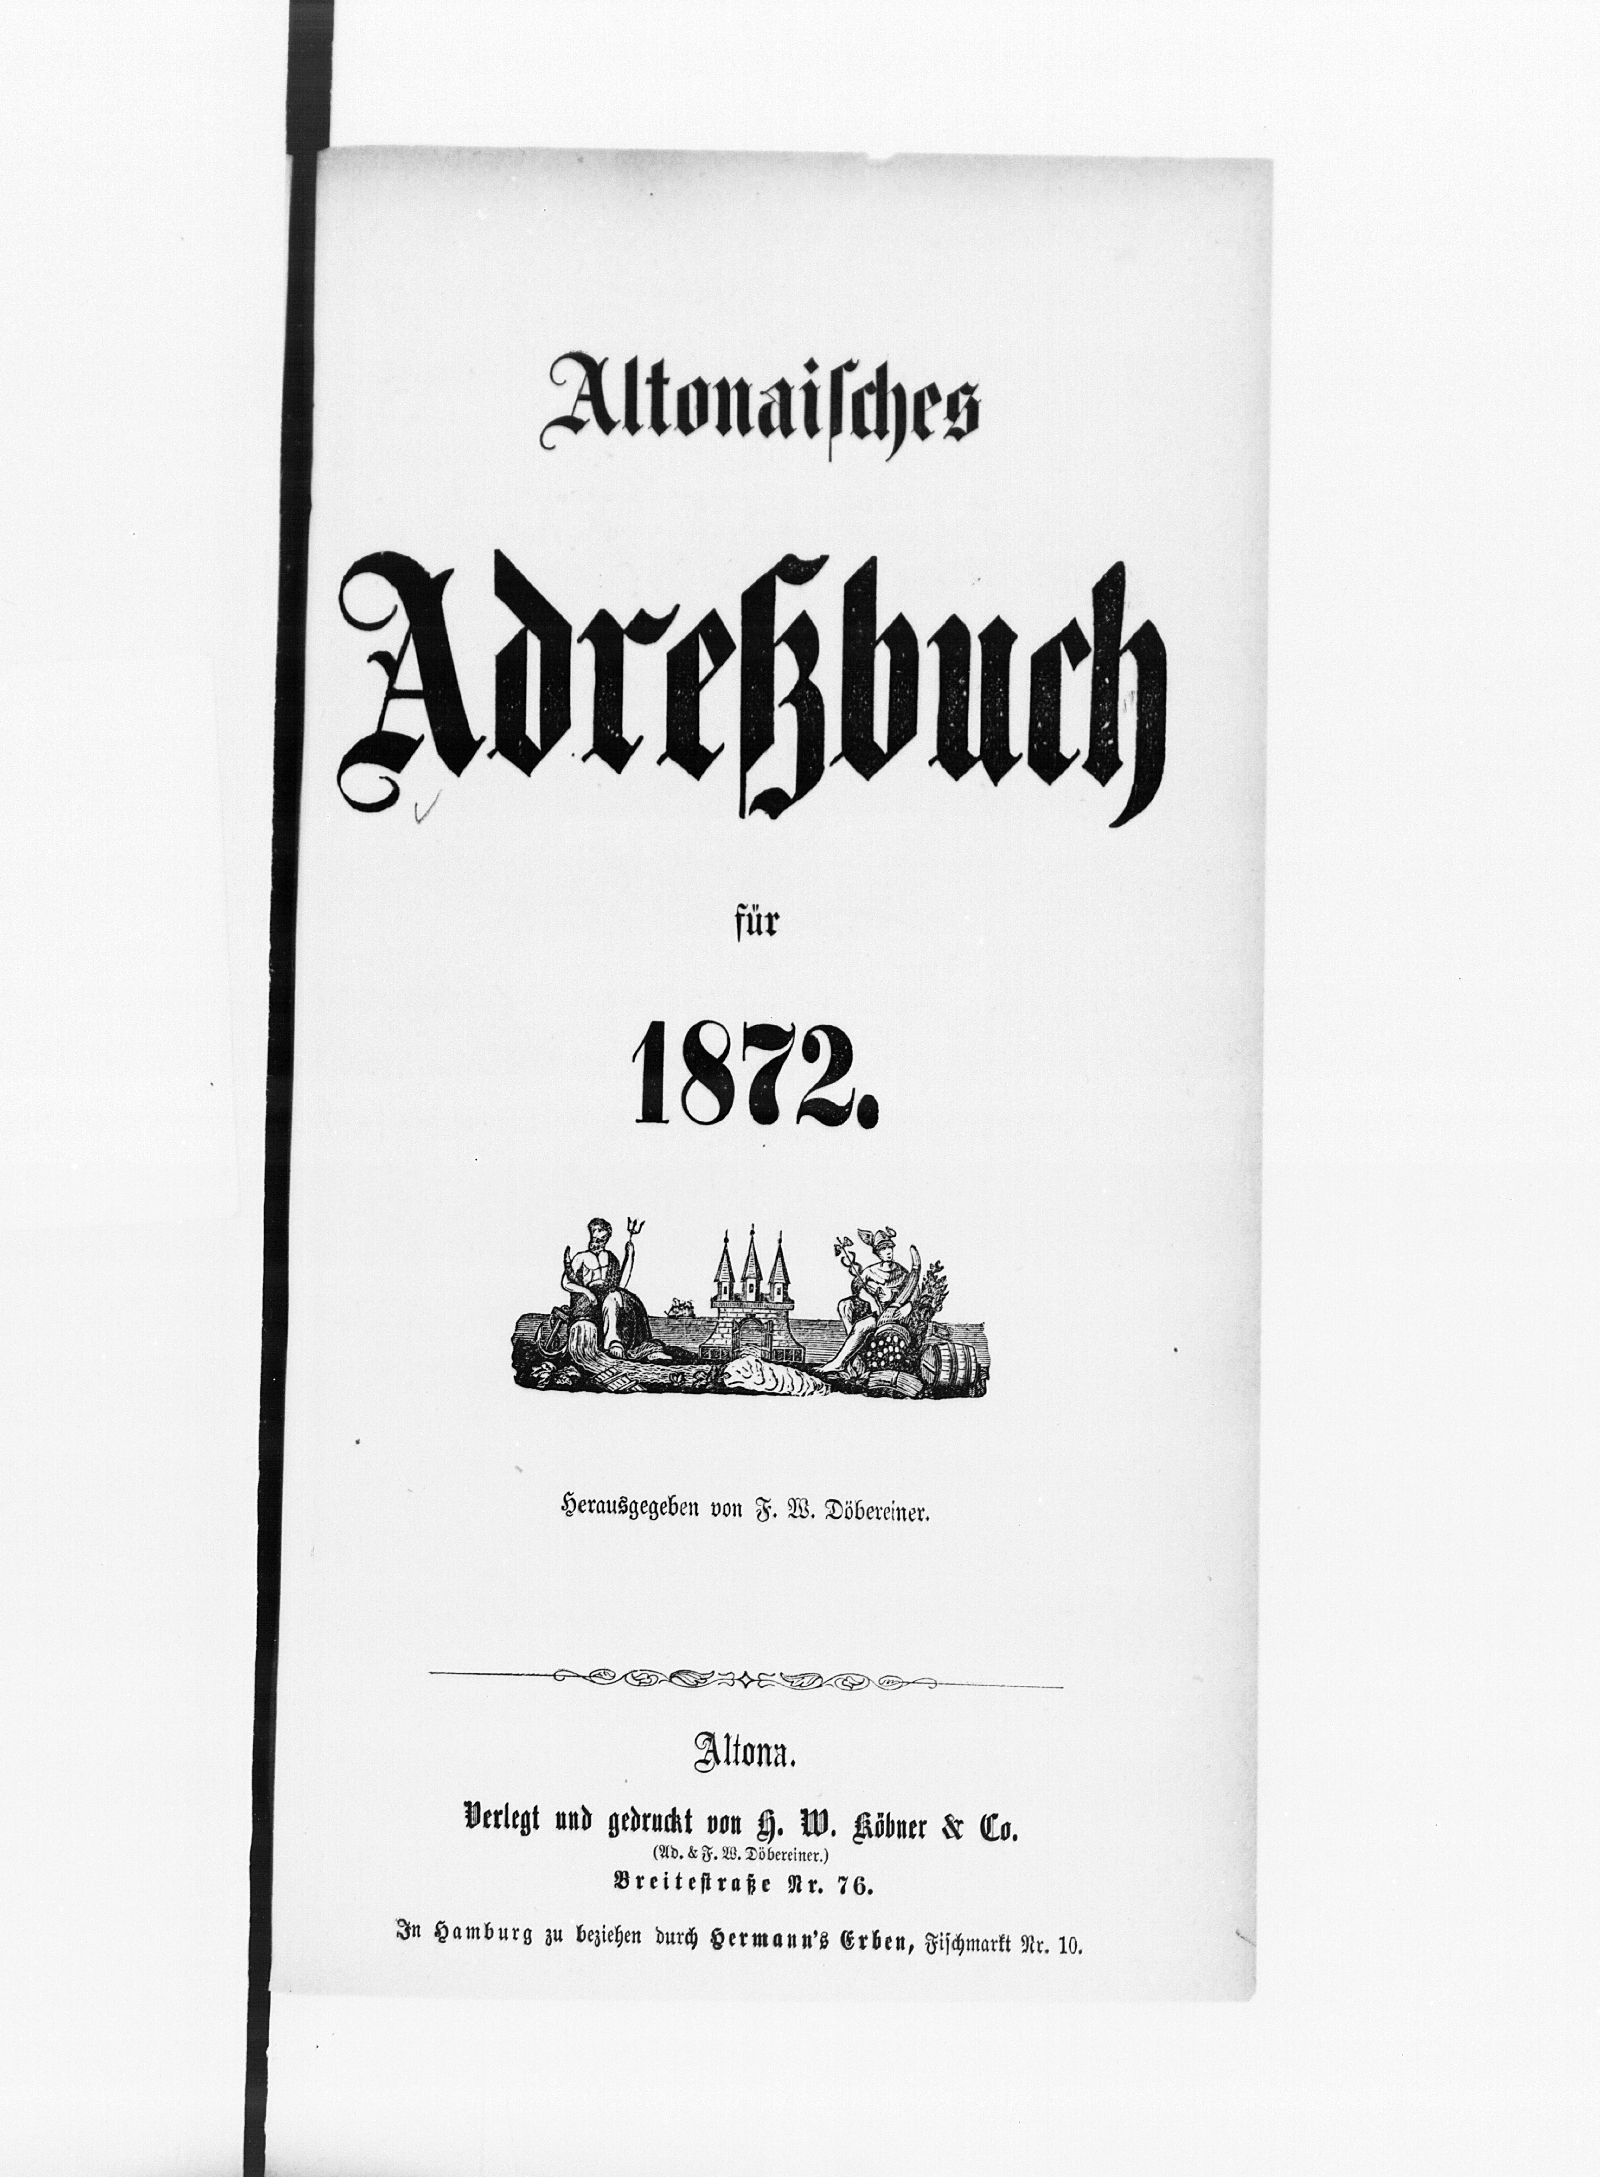 Altonaisches
Adreßbuch
für
1872.
Herausgegeben von F. W. Döbereiner.
Altona.
Verlegt und gedruckt von H. W. Köbner & Co.
(Ad. & F. W. Döbereiner.)
Breitestraße Nr. 76.
In Hamburg zu beziehen durch Hermann's Erben, Fischmarkt Nr. 10.